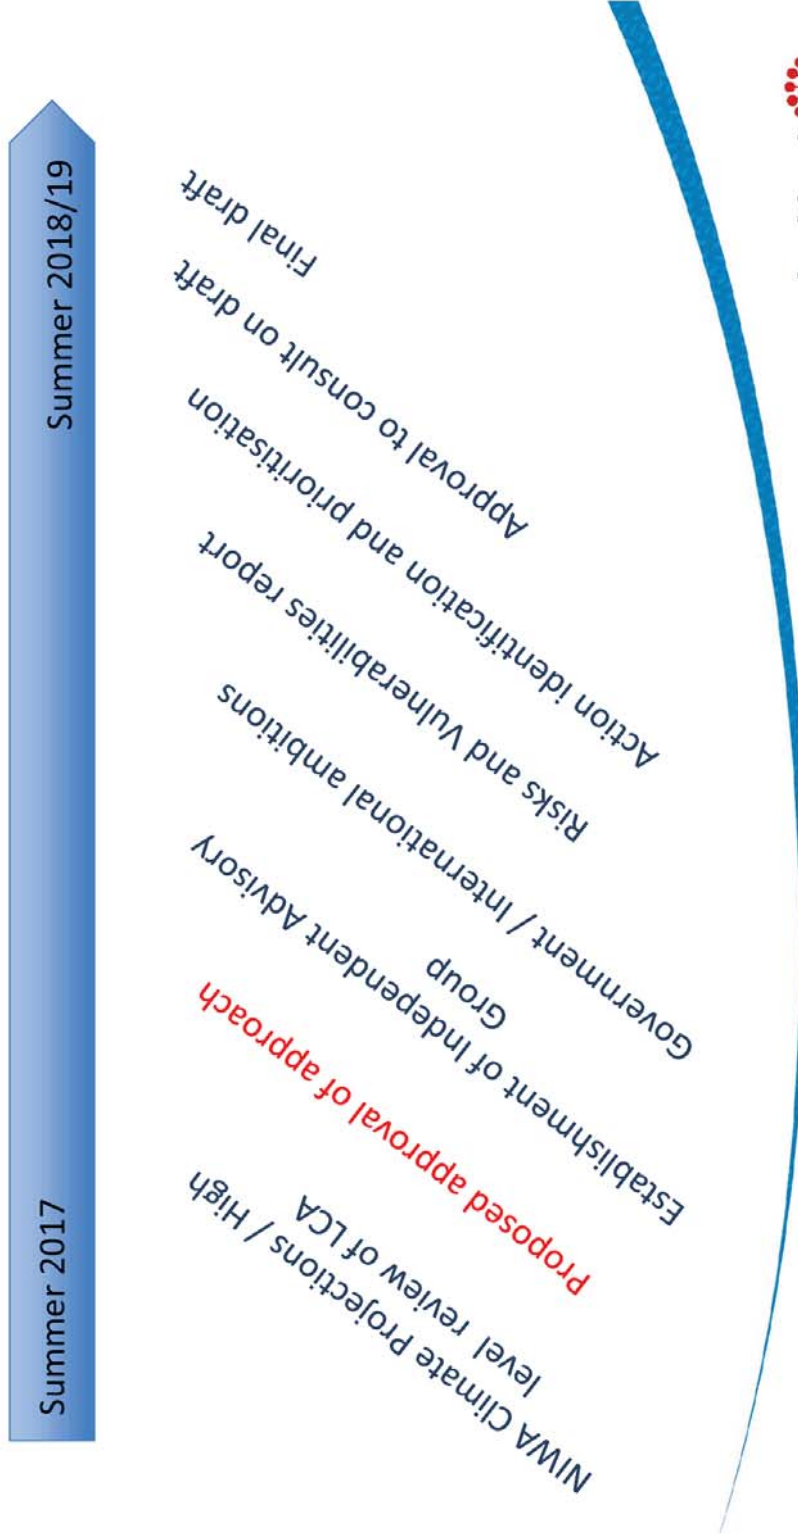 Summer 2017
Summer 2018/19
NIWA Climate Projections / High
level  review of LCA
Proposed approval of approach
Establishment of Independent Advisory
Group
Government / International ambitions
Risks and Vulnerabilities report
Action identification and prioritisation
Approval to consult on draft
Final draft